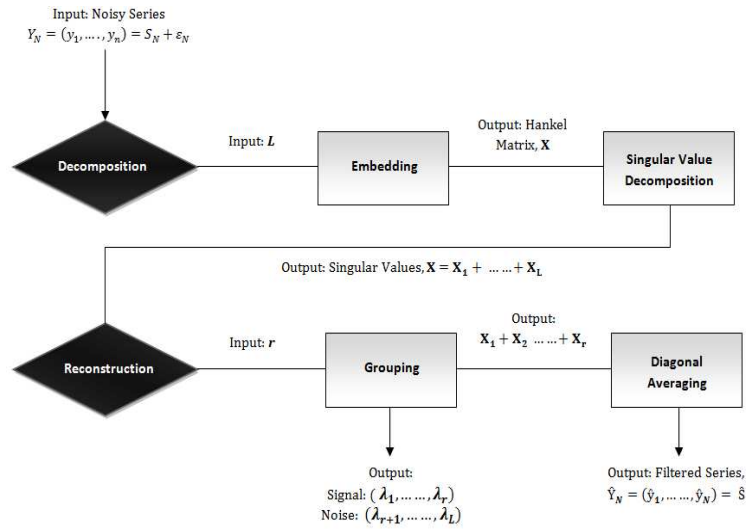 Input: Noisy Series
Y_N = (y_1, ...., y_n) = S_N + ε_N
Decomposition
Input: L
Embedding
Output: Hankel
Matrix, X
Singular Value
Decomposition
Output: Singular Values, X = X_1 + ...... + X_L
Reconstruction
Input: r
Grouping
Output:
X_1 + X_2 ...... + X_r
Diagonal
Averaging
Output:
Signal: (λ_1, ... ..., λ_r)
Noise: (λ_{r+1}, ... ..., λ_L)
Output: Filtered Series,
Ŷ_N = (ŷ_1, ... ..., ŷ_N) = Ŝ